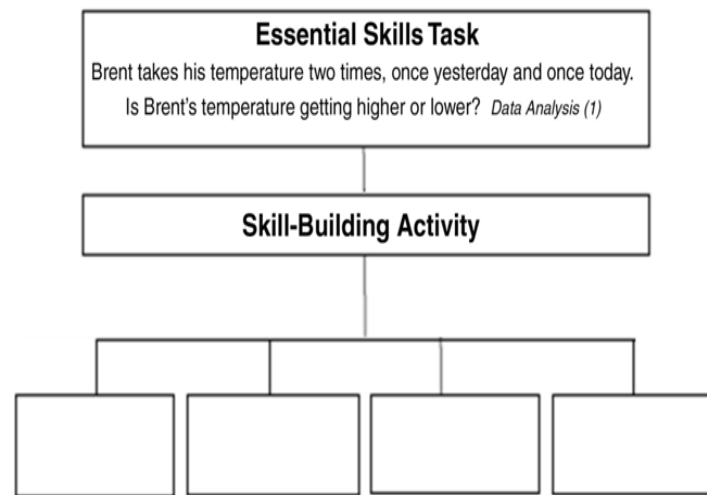 Essential Skills Task
Brent takes his temperature two times, once yesterday and once today.
Is Brent's temperature getting higher or lower? Data Analysis (1)
Skill-Building Activity